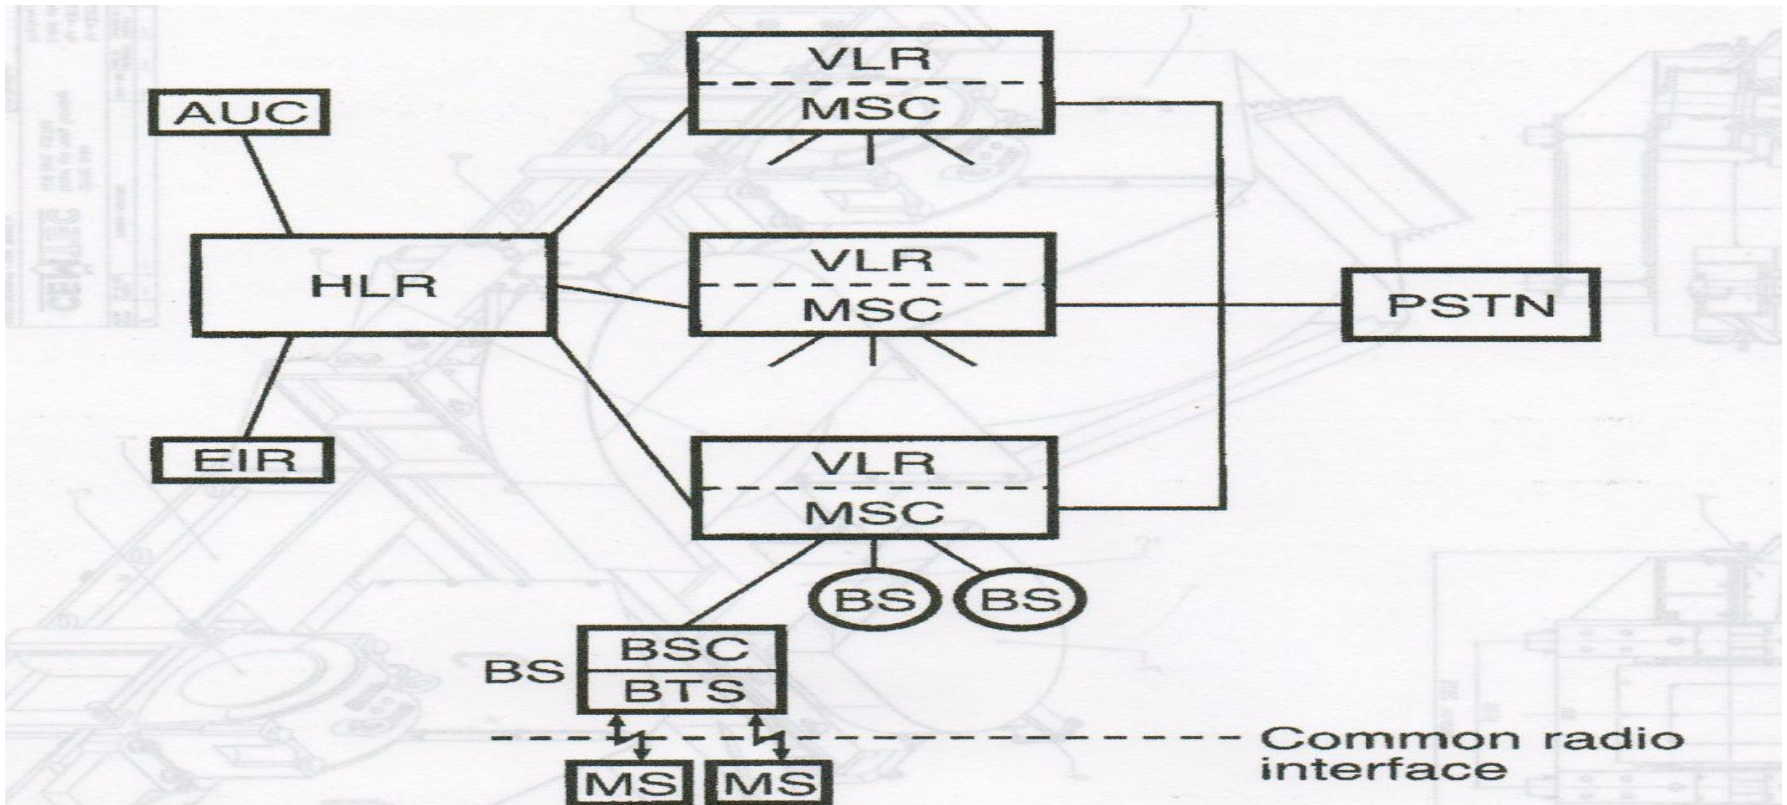 VLR
MSC
AUC
HLR
VLR
MSC
PSTN
EIR
VLR
MSC
BS
BS
BS
BSC
BTS
Common radio
interface
MS
MS